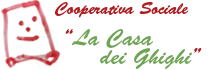 Cooperativa Sociale
“La Casa
dei Ghighi”